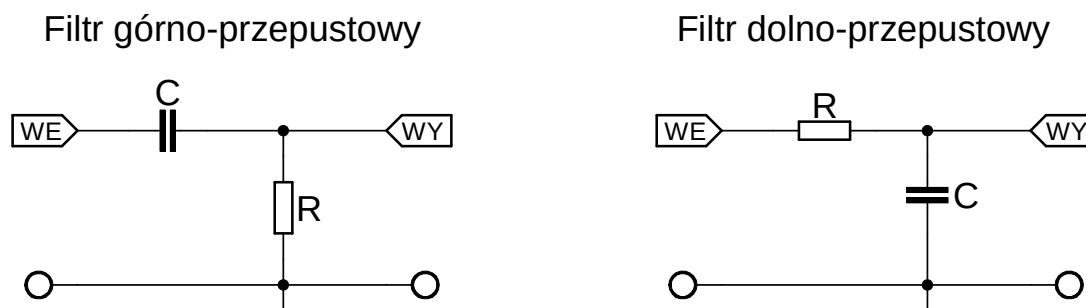 Filtr górno-przepustowy
C
WE
WY
R
Filtr dolno-przepustowy
R
WE
WY
C